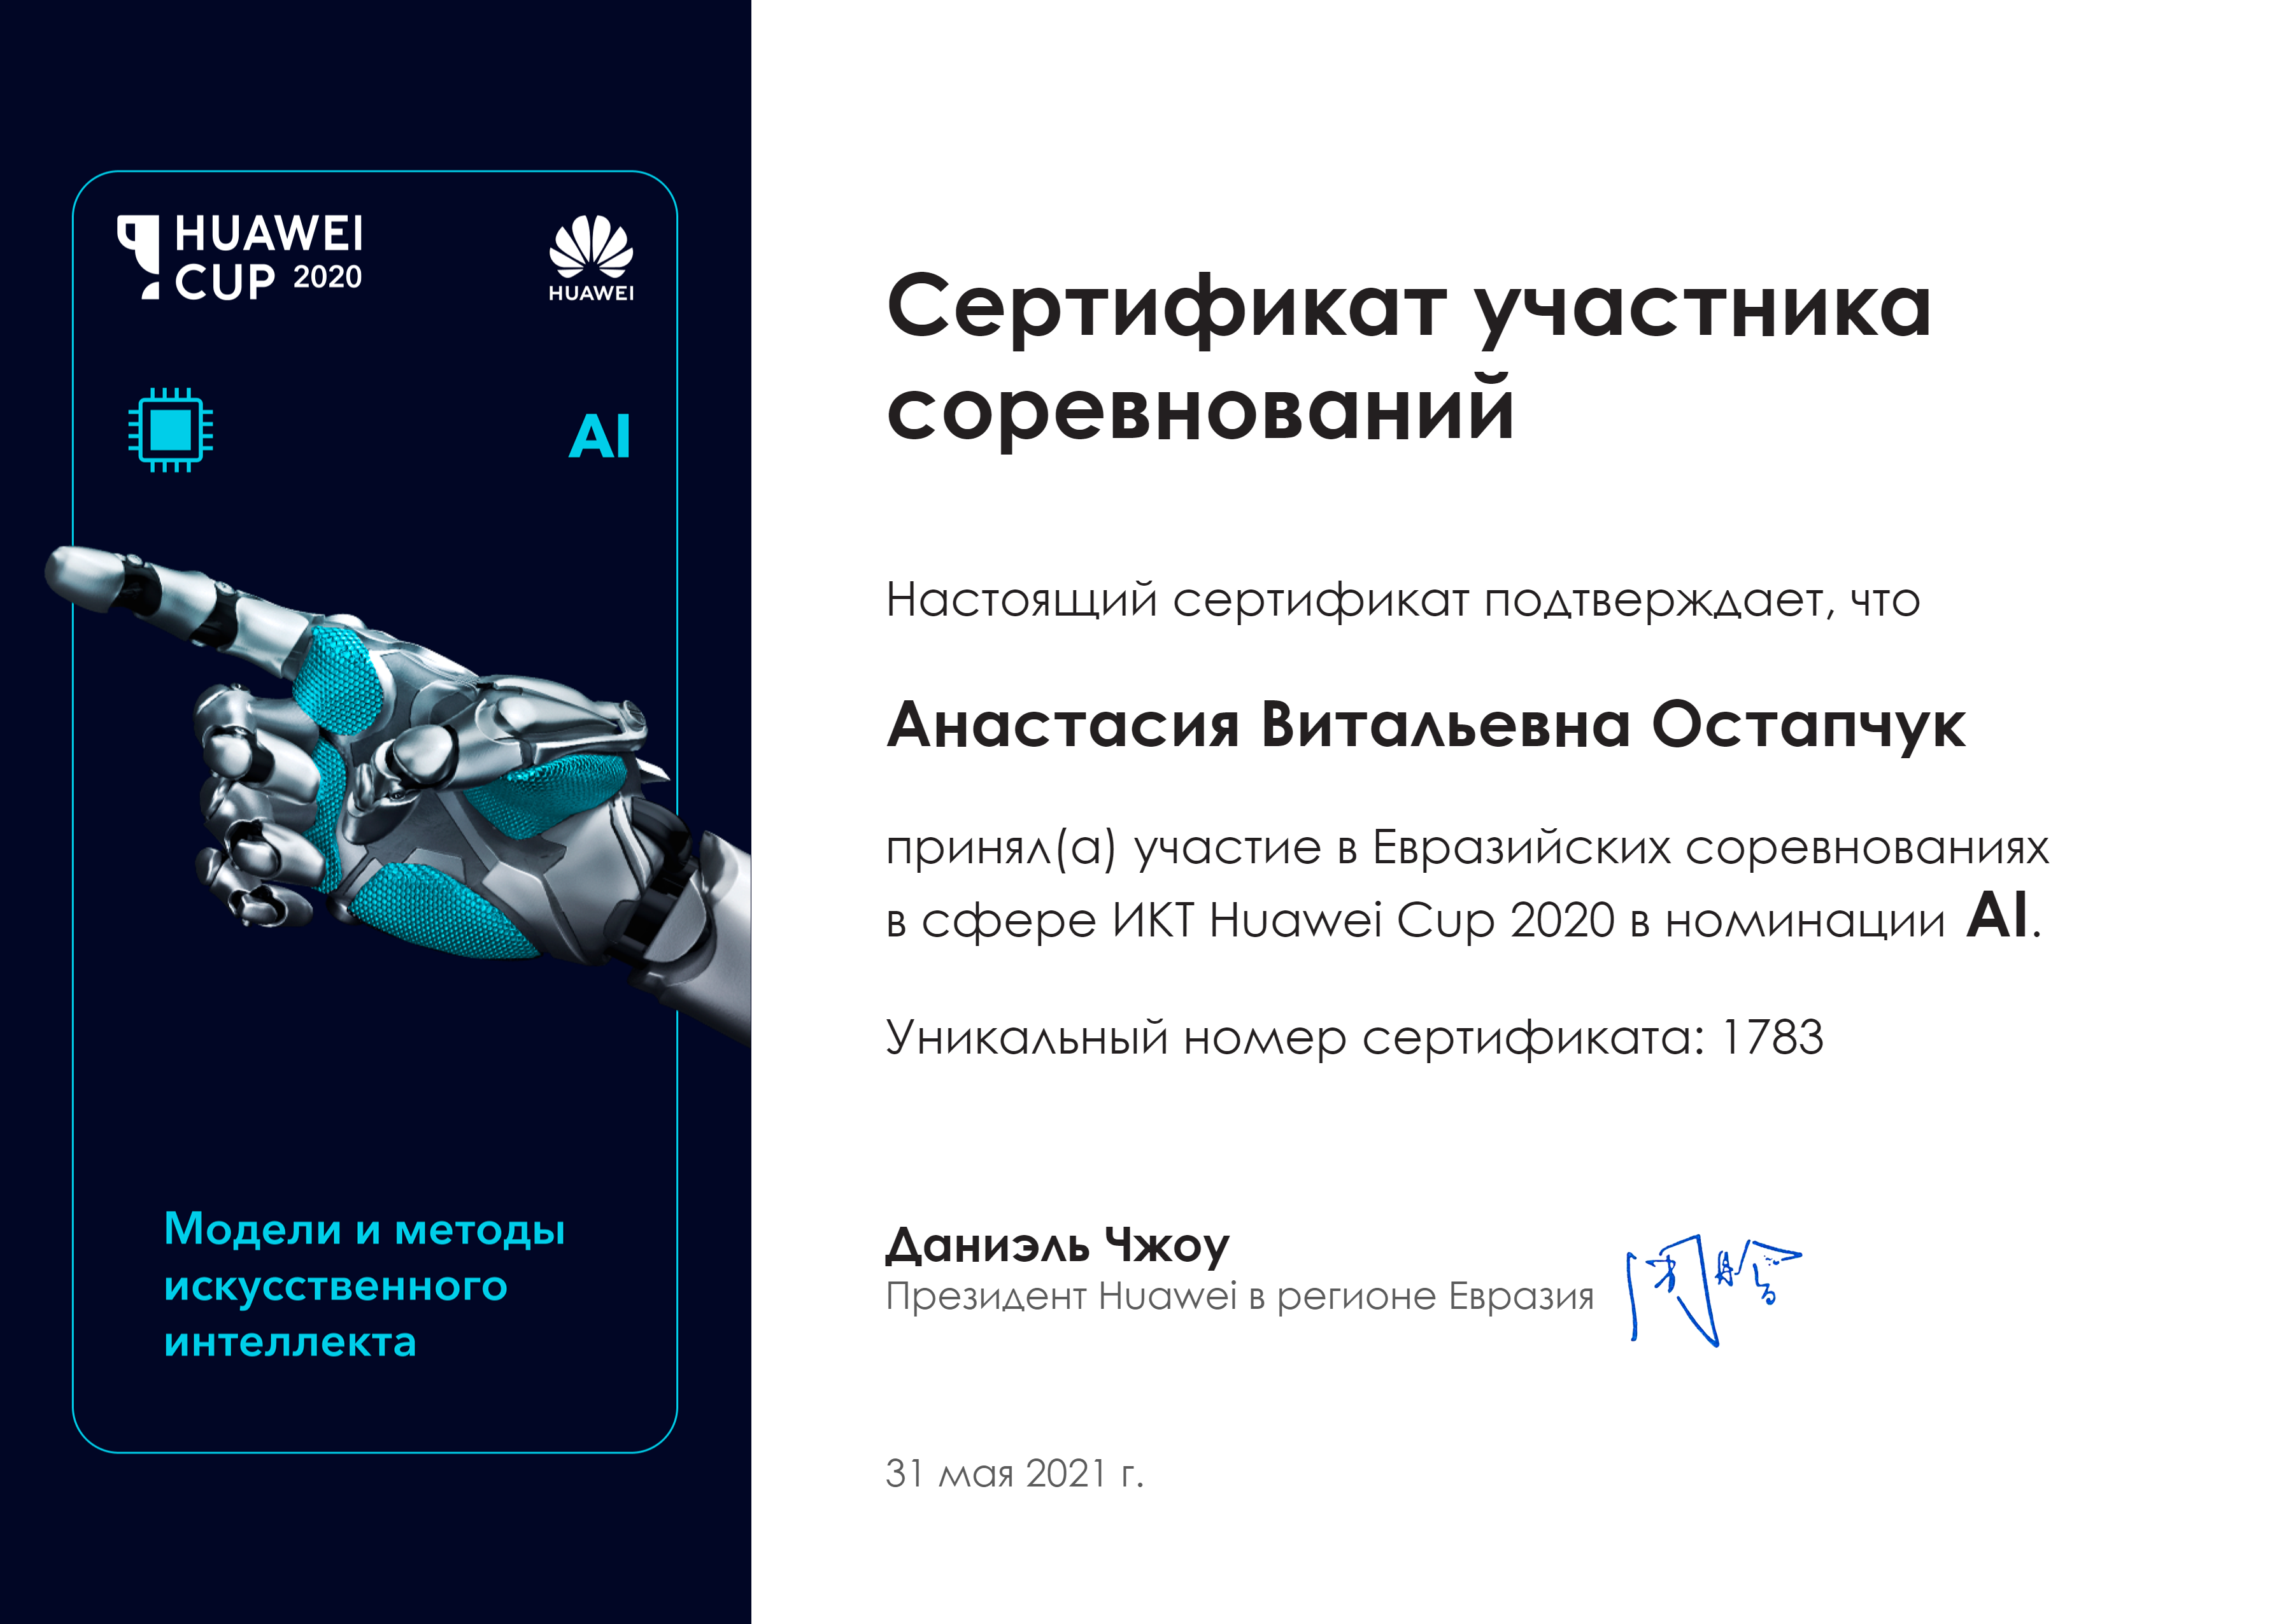 HUAWEI
CUP 2020
HUAWEI
AI
Модели и методы
искусственного
интеллекта
Сертификат участника
соревнований
Настоящий сертификат подтверждает, что
Анастасия Витальевна Остапчук
принял(а) участие в Евразийских соревнованиях
в сфере ИКТ Huawei Cup 2020 в номинации AI.
Уникальный номер сертификата: 1783
Даниэль Чжоу
Президент Huawei в регионе Евразия
31 мая 2021 г.